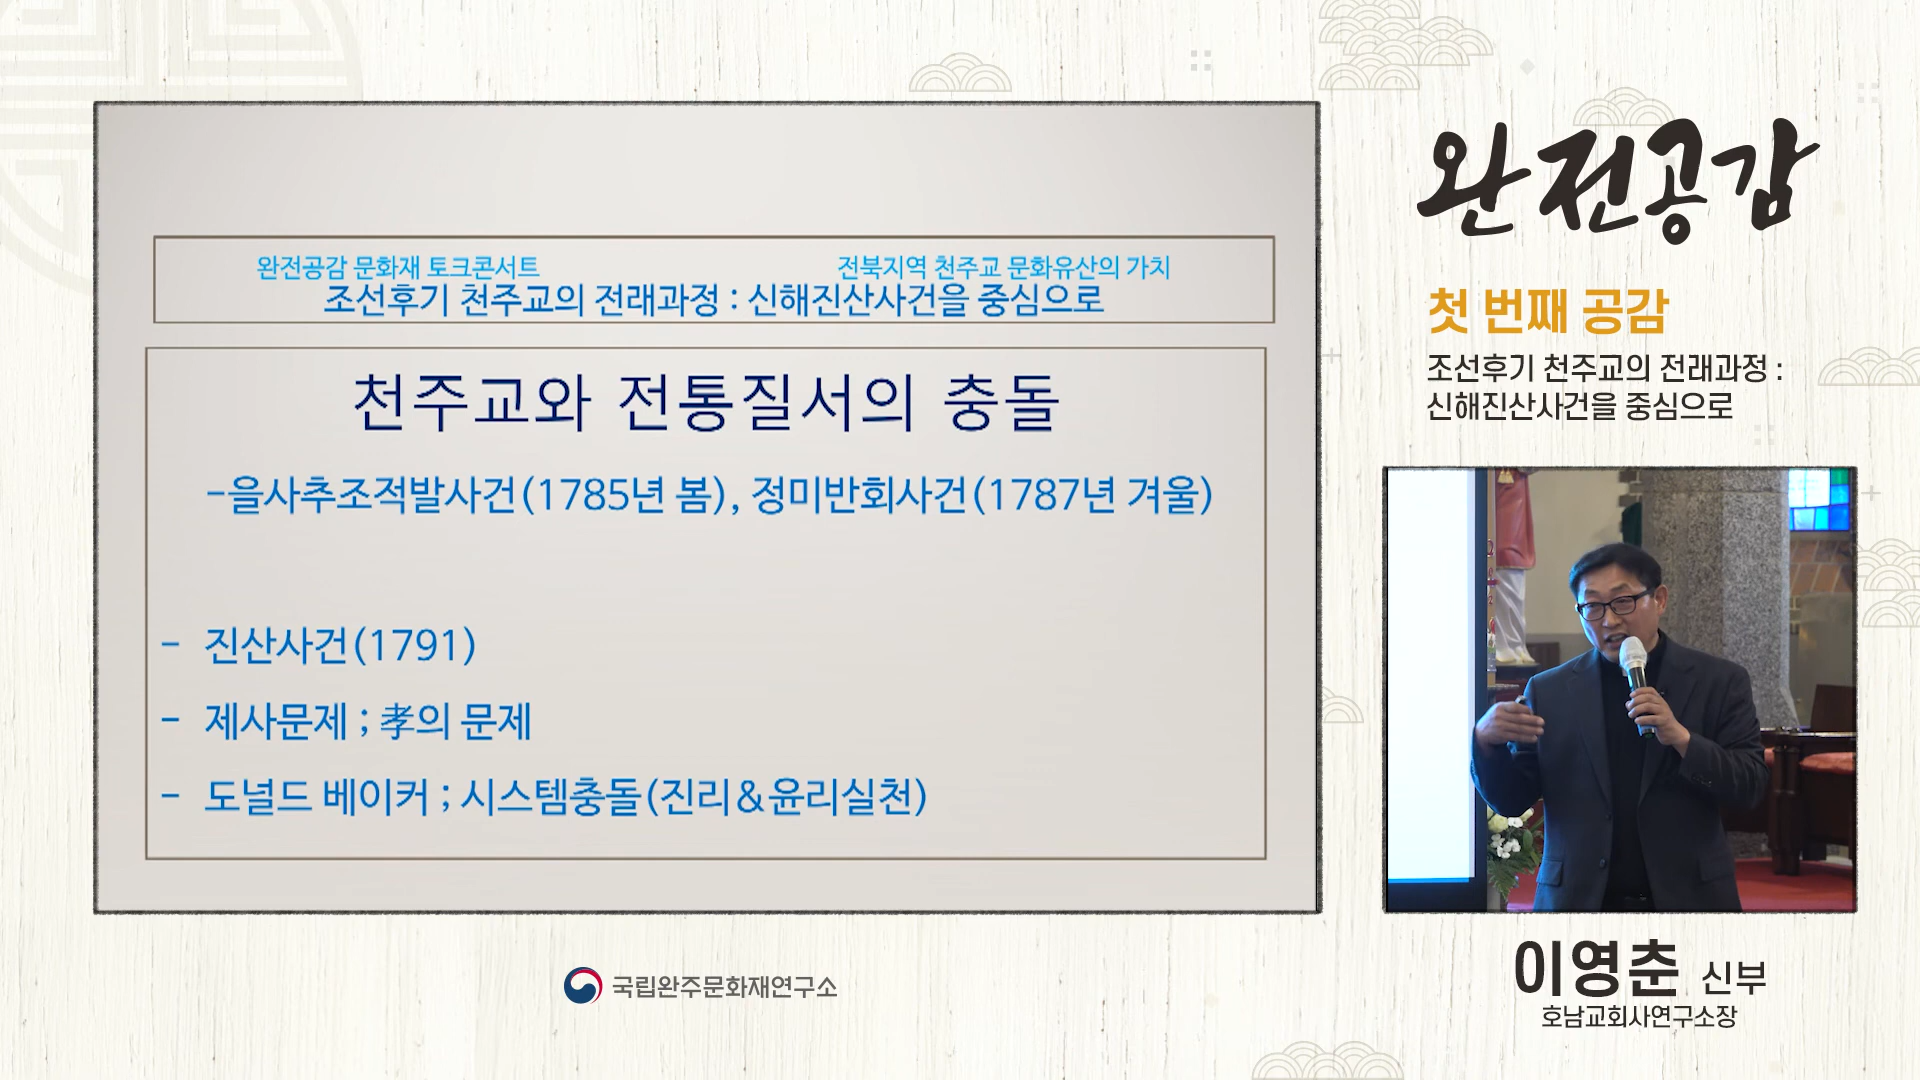 완전공감 문화재 토크콘서트 전북지역 천주교 문화유산의 가치
조선후기 천주교의 전래과정 : 신해진산사건을 중심으로
천주교와 전통질서의 충돌
-을사추조적발사건(1785년 봄), 정미반회사건(1787년 겨울)
- 진산사건(1791)
- 제사문제 ; 孝의 문제
- 도널드 베이커 ; 시스템충돌(진리&윤리실천)
국립완주문화재연구소
완전공감
첫 번째 공감
조선후기 천주교의 전래과정 :
신해진산사건을 중심으로
이영춘 신부
호남교회사연구소장